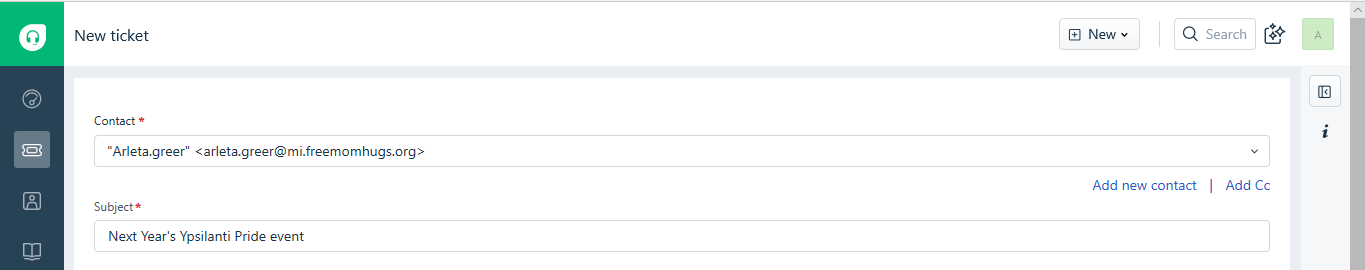 New ticket
New
Search
A
Contact *
"Arleta.greer" <arleta.greer@mi.freemomhugs.org>
Add new contact | Add Cc
Subject *
Next Year's Ypsilanti Pride event